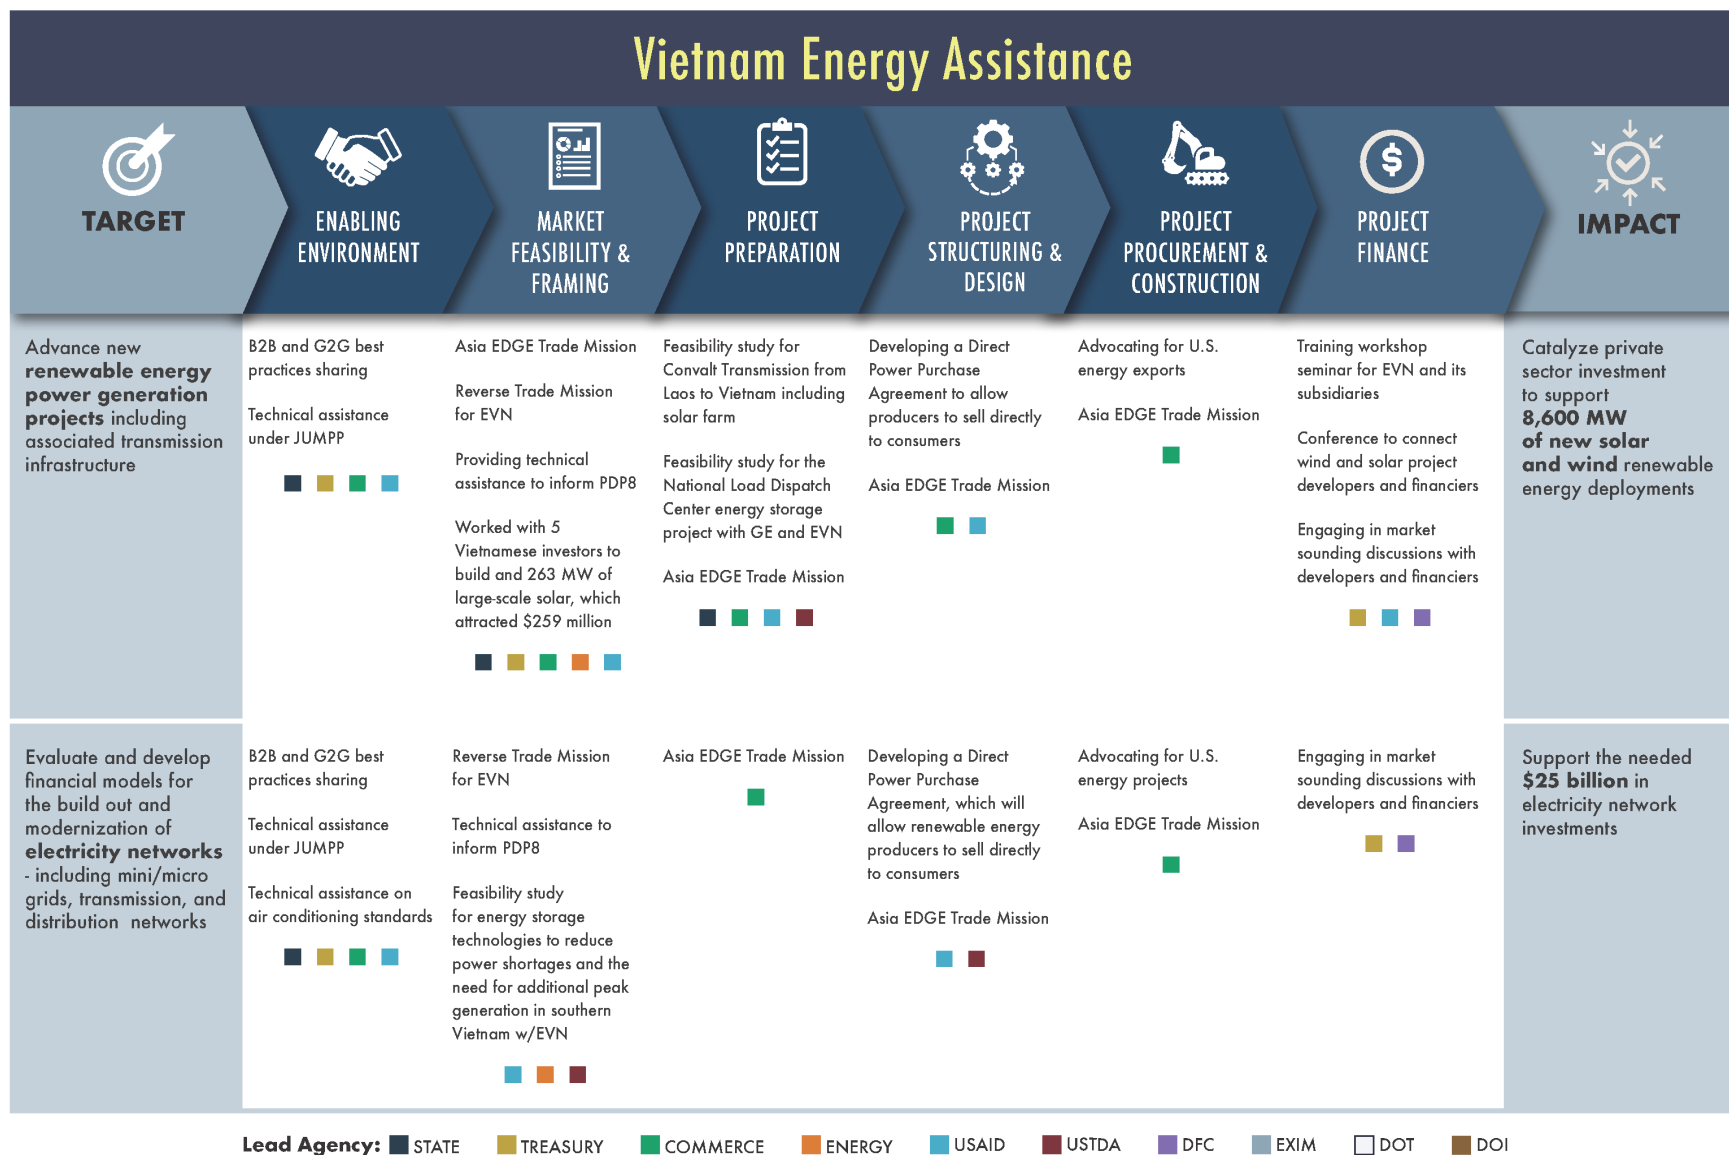 Vietnam Energy Assistance
TARGET
ENABLING
ENVIRONMENT
MARKET
FEASIBILITY &
FRAMING
PROJECT
PREPARATION
PROJECT
STRUCTURING &
DESIGN
PROJECT
PROCUREMENT &
CONSTRUCTION
PROJECT
FINANCE
IMPACT
Advance new
renewable energy
power generation
projects including
associated transmission
infrastructure
B2B and G2G best
practices sharing
Technical assistance
under JUMPP
Asia EDGE Trade Mission
Reverse Trade Mission
for EVN
Providing technical
assistance to inform PDP8
Worked with 5
Vietnamese investors to
build and 263 MW of
large-scale solar, which
attracted $259 million
Feasibility study for
Convalt Transmission from
Laos to Vietnam including
solar farm
Feasibility study for the
National Load Dispatch
Center energy storage
project with GE and EVN
Asia EDGE Trade Mission
Developing a Direct
Power Purchase
Agreement to allow
producers to sell directly
to consumers
Asia EDGE Trade Mission
Advocating for U.S.
energy exports
Asia EDGE Trade Mission
Training workshop
seminar for EVN and its
subsidiaries
Conference to connect
wind and solar project
developers and financiers
Engaging in market
sounding discussions with
developers and financiers
Catalyze private
sector investment
to support
8,600 MW
of new solar
and wind renewable
energy deployments
Evaluate and develop
financial models for
the build out and
modernization of
electricity networks
- including mini/micro
grids, transmission, and
distribution networks
B2B and G2G best
practices sharing
Technical assistance
under JUMPP
Technical assistance on
air conditioning standards
Reverse Trade Mission
for EVN
Technical assistance to
inform PDP8
Feasibility study
for energy storage
technologies to reduce
power shortages and the
need for additional peak
generation in southern
Vietnam w/EVN
Asia EDGE Trade Mission
Developing a Direct
Power Purchase
Agreement, which will
allow renewable energy
producers to sell directly
to consumers
Asia EDGE Trade Mission
Advocating for U.S.
energy projects
Asia EDGE Trade Mission
Engaging in market
sounding discussions with
developers and financiers
Support the needed
$25 billion in
electricity network
investments
Lead Agency: STATE TREASURY COMMERCE ENERGY USAID USTDA DFC EXIM DOT DOI